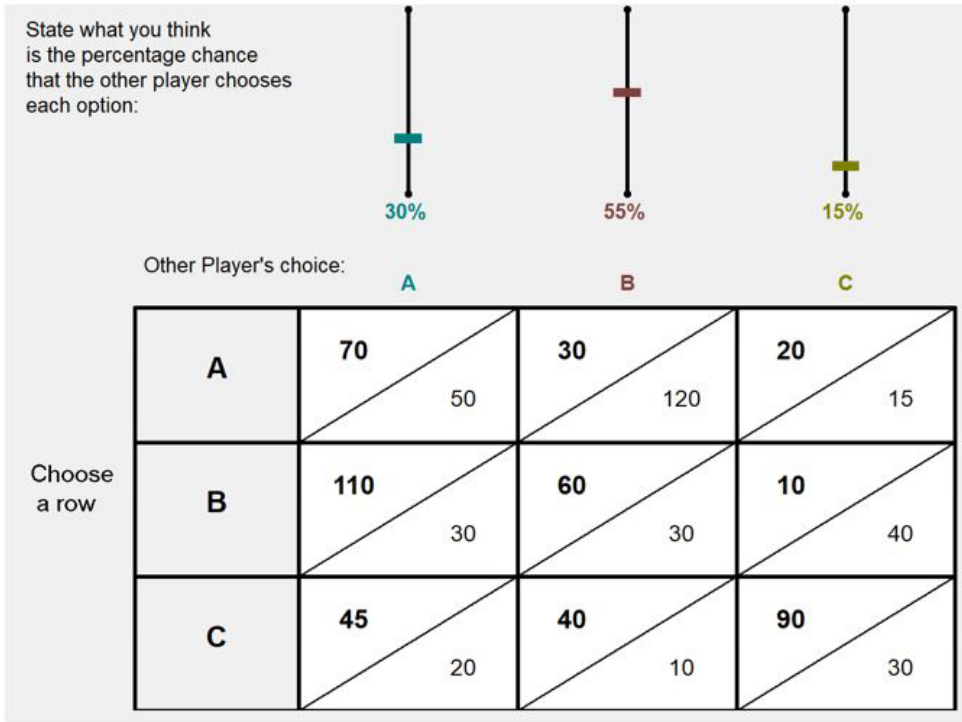 State what you think
is the percentage chance
that the other player chooses
each option:
30% 55% 15%
Other Player's choice:
A B C
A 70 50 30 120 20 15
Choose
a row
B 110 30 60 30 10 40
C 45 20 40 10 90 30